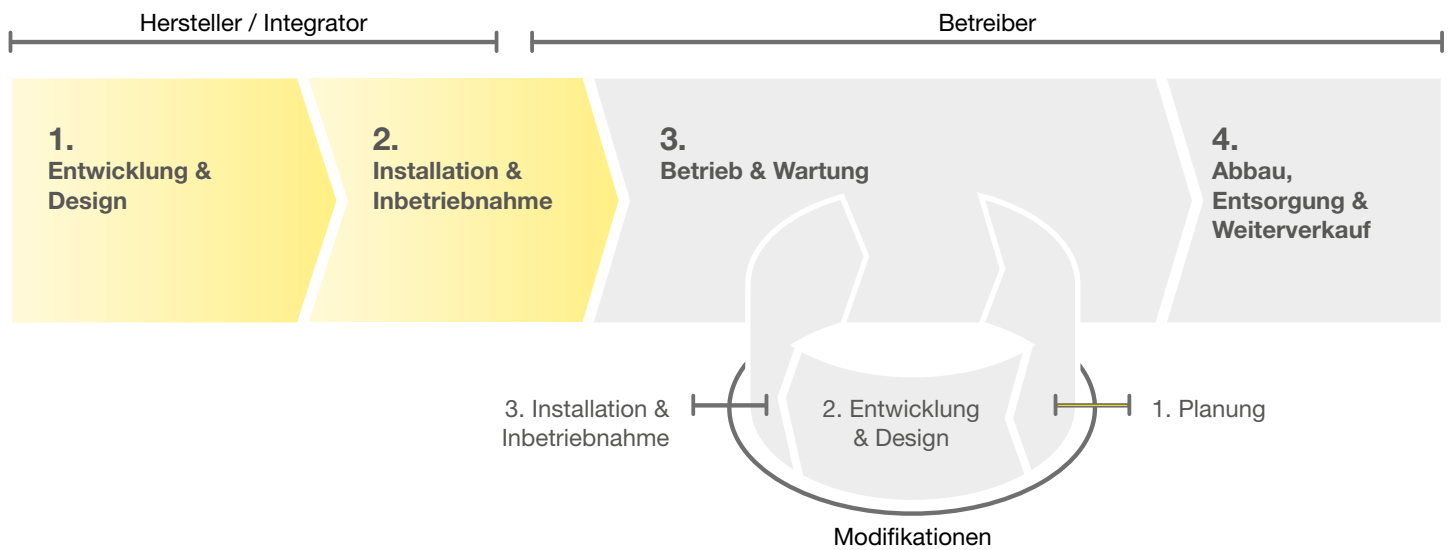 Hersteller / Integrator
Betreiber
1.
Entwicklung &
Design
2.
Installation &
Inbetriebnahme
3.
Betrieb & Wartung
4.
Abbau,
Entsorgung &
Weiterverkauf
3. Installation &
Inbetriebnahme
2. Entwicklung
& Design
1. Planung
Modifikationen